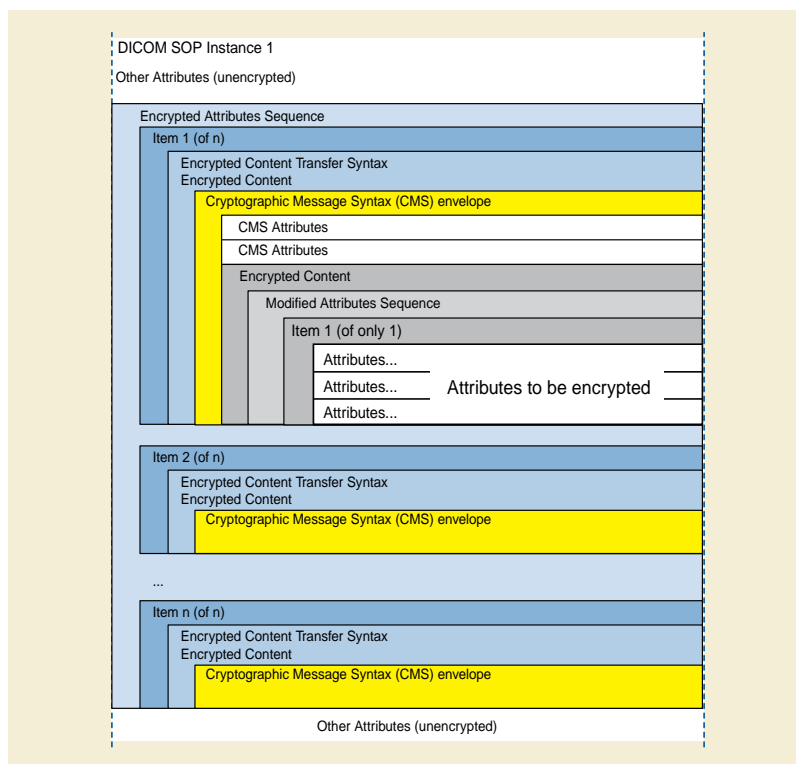 DICOM SOP Instance 1
Other Attributes (unencrypted)
Encrypted Attributes Sequence
Item 1 (of n)
Encrypted Content Transfer Syntax
Encrypted Content
Cryptographic Message Syntax (CMS) envelope
CMS Attributes
CMS Attributes
Encrypted Content
Modified Attributes Sequence
Item 1 (of only 1)
Attributes...
Attributes... Attributes to be encrypted
Attributes...
Item 2 (of n)
Encrypted Content Transfer Syntax
Encrypted Content
Cryptographic Message Syntax (CMS) envelope
...
Item n (of n)
Encrypted Content Transfer Syntax
Encrypted Content
Cryptographic Message Syntax (CMS) envelope
Other Attributes (unencrypted)